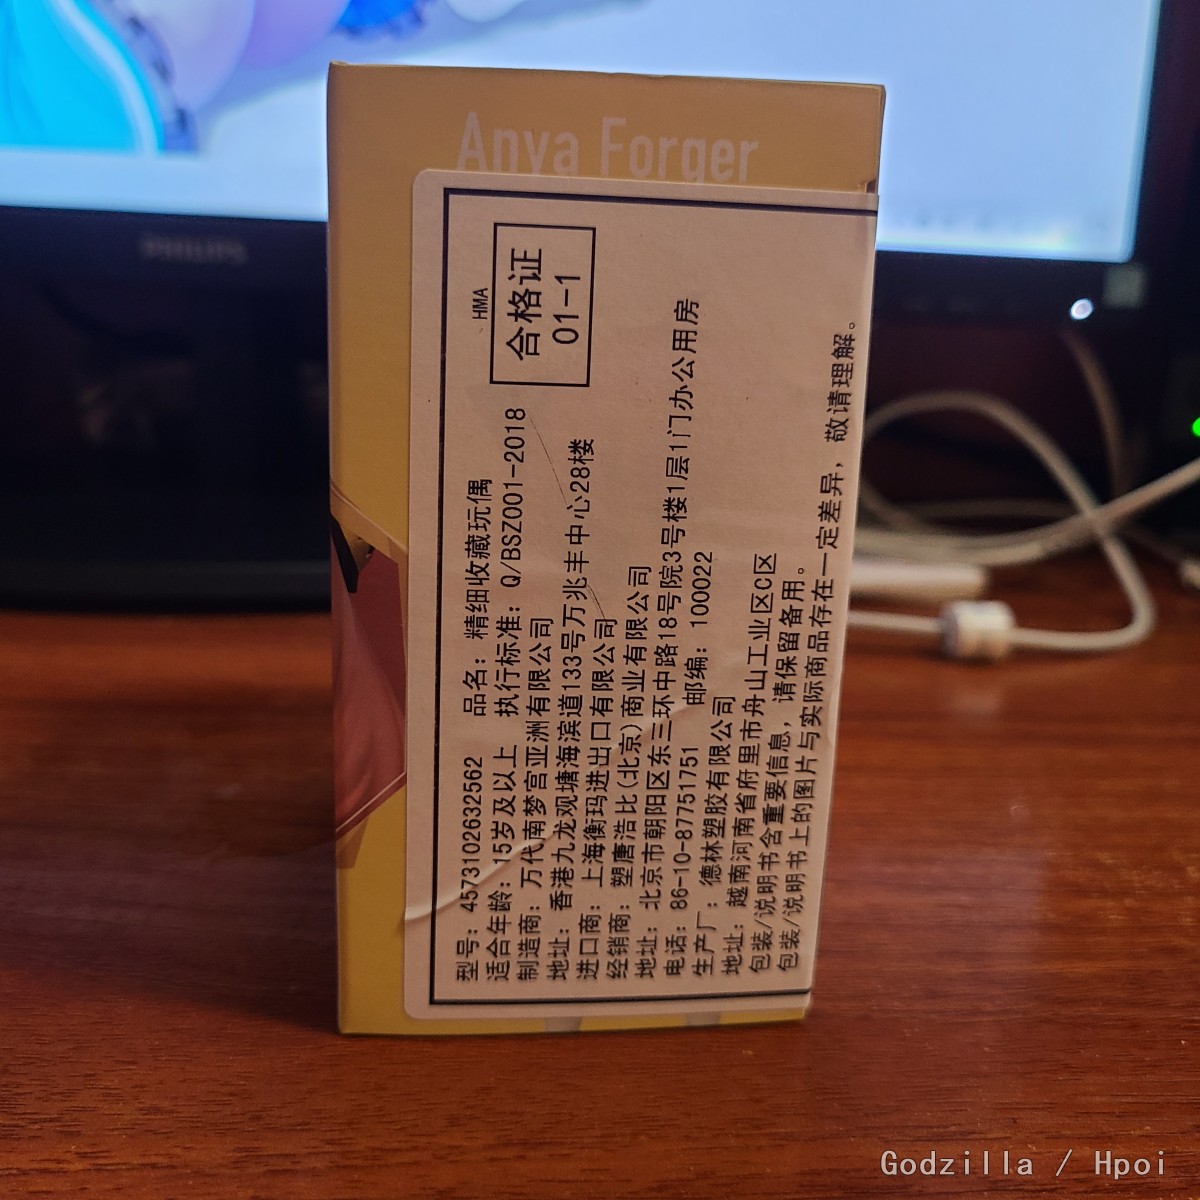 PHILIPS
Anya Forger
HMA
合格证
01-1
型号: 4573102632562 品名: 精细收藏玩偶
适合年龄: 15岁及以上 执行标准: Q/BSZ001-2018
制造商: 万代南梦宫亚洲有限公司
地址: 香港九龙观塘海滨道133号万兆丰中心28楼
进口商: 上海衡玛进出口有限公司
经销商: 塑唐浩比(北京)商业有限公司
地址: 北京市朝阳区东三环中路18号院3号楼1层1门办公用房
电话: 86-10-87751751 邮编: 100022
生产厂: 德林塑胶有限公司
地址: 越南河南省府里市舟山工业区C区
包装/说明书含重要信息, 请保留备用。
包装/说明书上的图片与实际商品存在一定差异, 敬请理解。
Godzilla / Hpoi